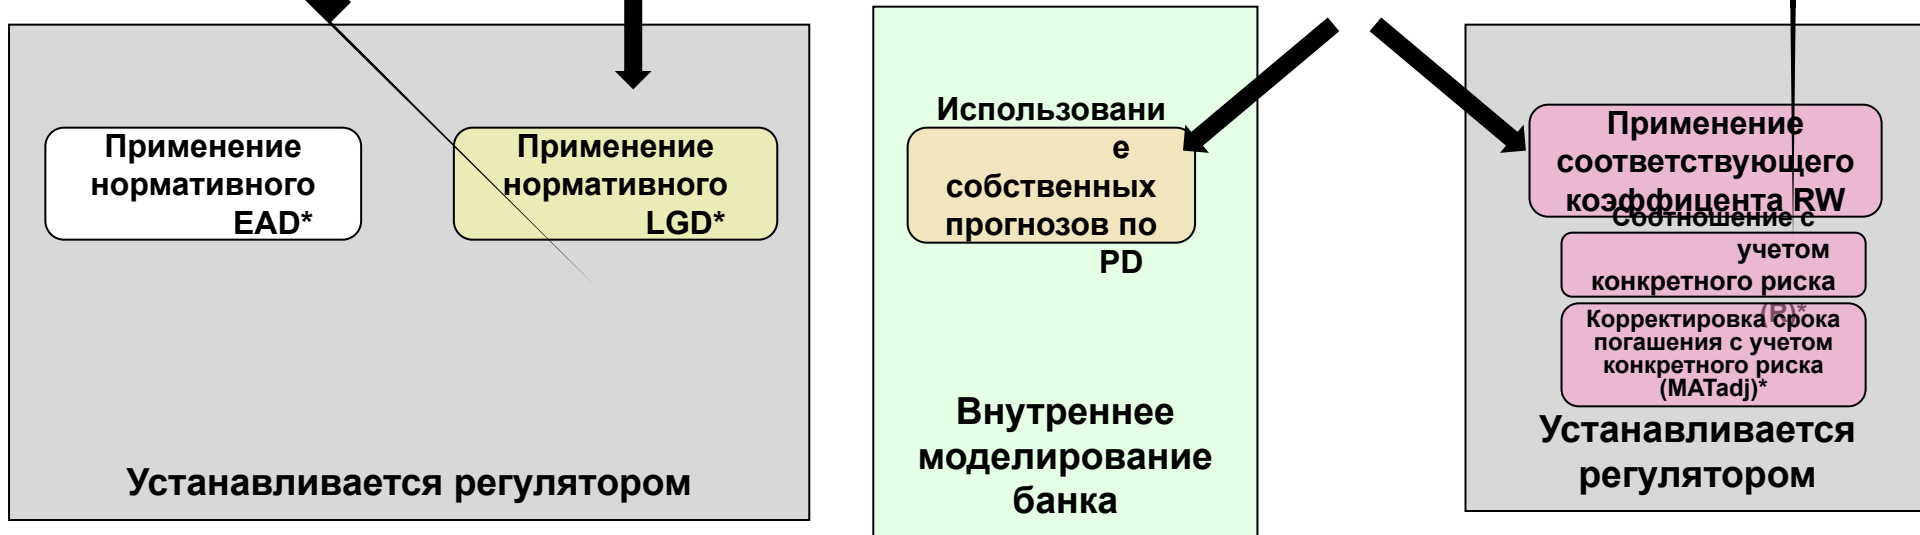 Применение
нормативного
EAD*
Применение
нормативного
LGD*
Устанавливается регулятором
Использовани
е
собственных
прогнозов по
PD
Внутреннее
моделирование
банка
Применение
соответствующего
коэффицента RW
Соотношение с
учетом
конкретного риска
(R)*
Корректировка срока
погашения с учетом
конкретного риска
(MATadj)*
Устанавливается
регулятором